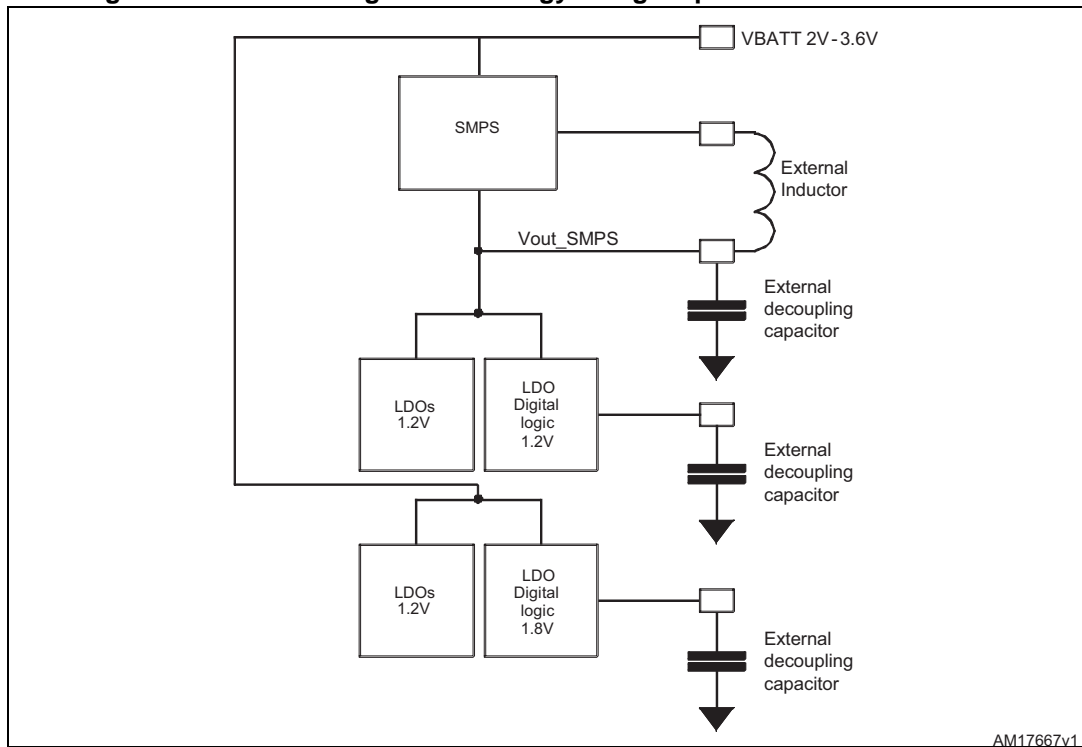 VBATT 2V-3.6V
SMPS
External
Inductor
Vout_SMPS
External
decoupling
capacitor
LDOs
1.2V
LDO
Digital
logic
1.2V
External
decoupling
capacitor
LDOs
1.2V
LDO
Digital
logic
1.8V
External
decoupling
capacitor
AM17667v1